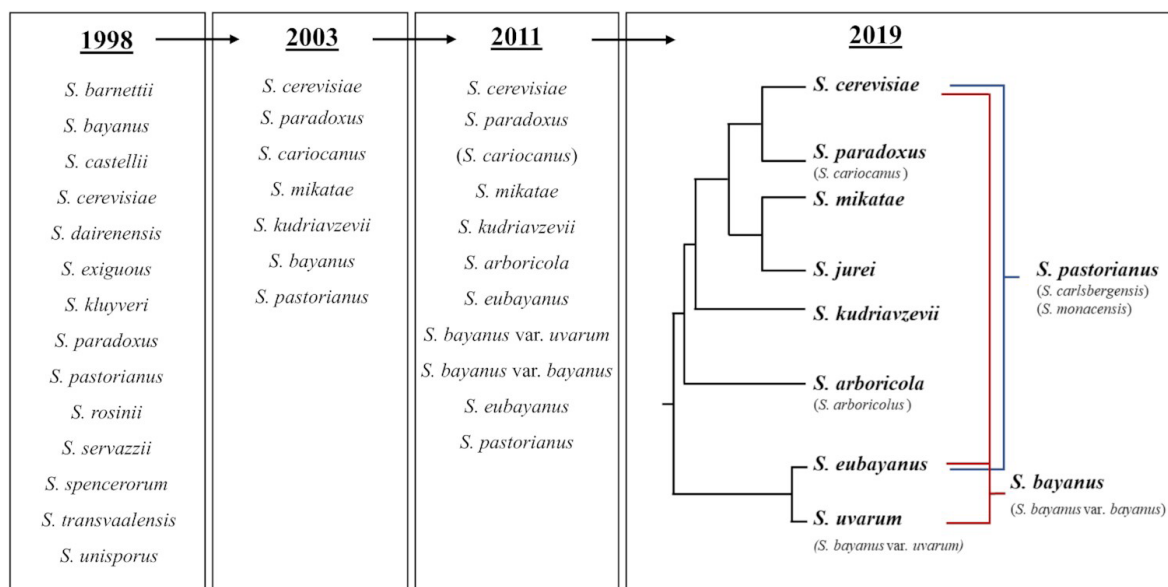 1998
S. barnettii
S. bayanus
S. castellii
S. cerevisiae
S. dairenensis
S. exiguous
S. kluyveri
S. paradoxus
S. pastorianus
S. rosinii
S. servazzii
S. spencerorum
S. transvaalensis
S. unisporus
2003
S. cerevisiae
S. paradoxus
S. cariocanus
S. mikatae
S. kudriavzevii
S. bayanus
S. pastorianus
2011
S. cerevisiae
S. paradoxus
(S. cariocanus)
S. mikatae
S. kudriavzevii
S. arboricola
S. eubayanus
S. bayanus var. uvarum
S. bayanus var. bayanus
S. eubayanus
S. pastorianus
2019
S. cerevisiae
S. paradoxus
(S. cariocanus)
S. mikatae
S. jurei
S. kudriavzevii
S. arboricola
(S. arboricolus)
S. eubayanus
S. uvarum
(S. bayanus var. uvarum)
S. pastorianus
(S. carlsbergensis)
(S. monacensis)
S. bayanus
(S. bayanus var. bayanus)